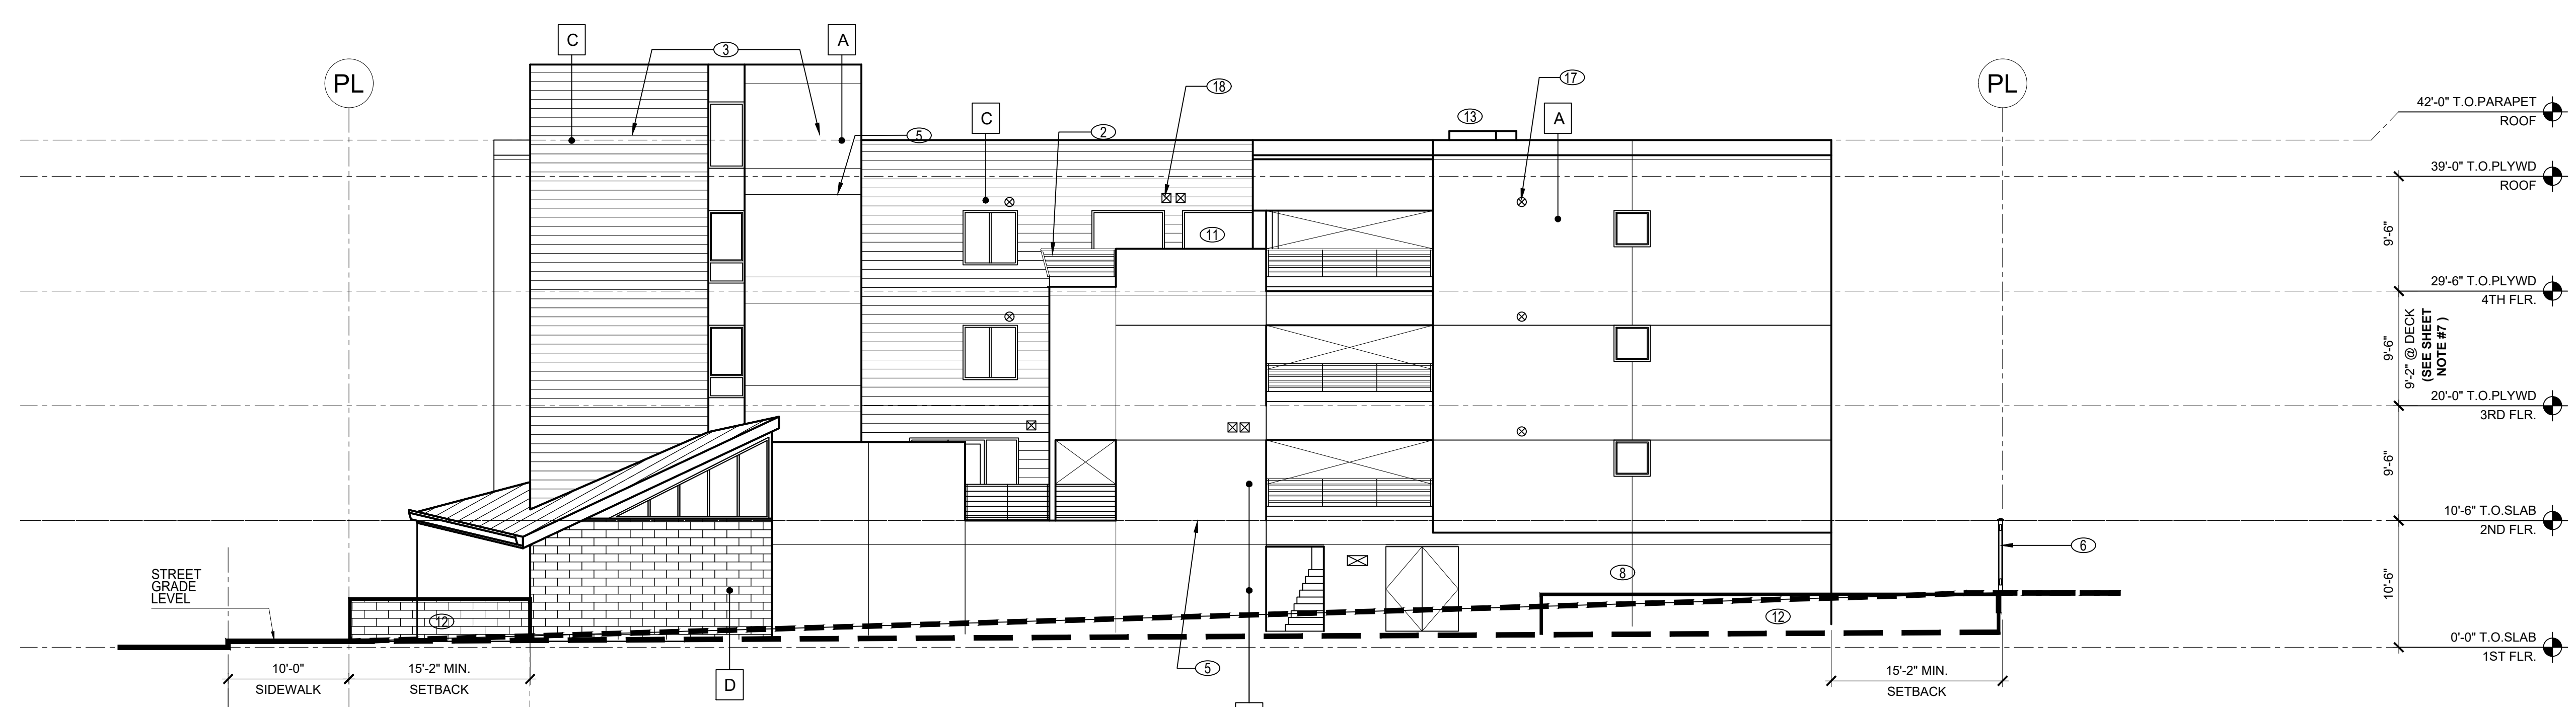 C
3
A
PL
18
17
PL
13
C
2
5
A
42'-0" T.O.PARAPET
ROOF
39'-0" T.O.PLYWD
ROOF
9'-6"
11
29'-6" T.O.PLYWD
4TH FLR.
9'-6"
9'-2" @ DECK
(SEE SHEET
NOTE #7 )
20'-0" T.O.PLYWD
3RD FLR.
9'-6"
10'-6" T.O.SLAB
2ND FLR.
6
10'-6"
STREET
GRADE
LEVEL
8
12
12
0'-0" T.O.SLAB
1ST FLR.
10'-0"
SIDEWALK
15'-2" MIN.
SETBACK
D
5
15'-2" MIN.
SETBACK